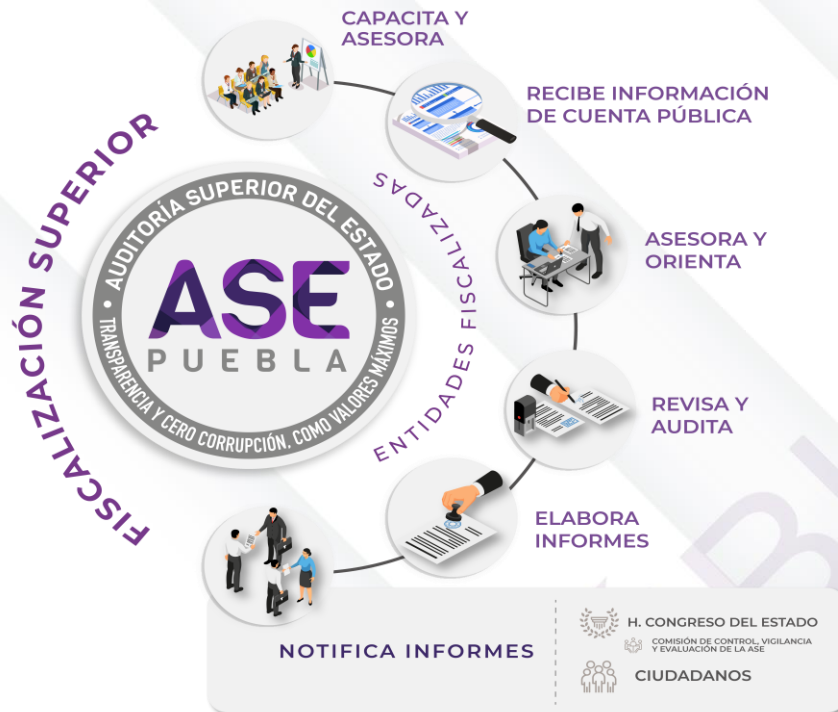 CAPACITA Y
ASESORA
RECIBE INFORMACIÓN
DE CUENTA PÚBLICA
FISCALIZACIÓN SUPERIOR
AUDITORÍA SUPERIOR DEL ESTADO
ASE
PUEBLA
TRANSPARENCIA Y CERO CORRUPCIÓN, COMO VALORES MÁXIMOS
ENTIDADES FISCALIZADAS
ASESORA Y
ORIENTA
REVISA Y
AUDITA
ELABORA
INFORMES
NOTIFICA INFORMES
H. CONGRESO DEL ESTADO
COMISIÓN DE CONTROL, VIGILANCIA
Y EVALUACIÓN DE LA ASE
CIUDADANOS